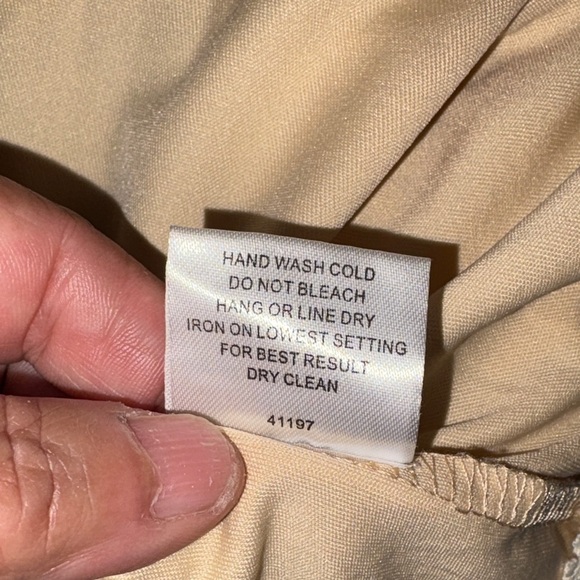 HAND WASH COLD
DO NOT BLEACH
HANG OR LINE DRY
IRON ON LOWEST SETTING
FOR BEST RESULT
DRY CLEAN
41197